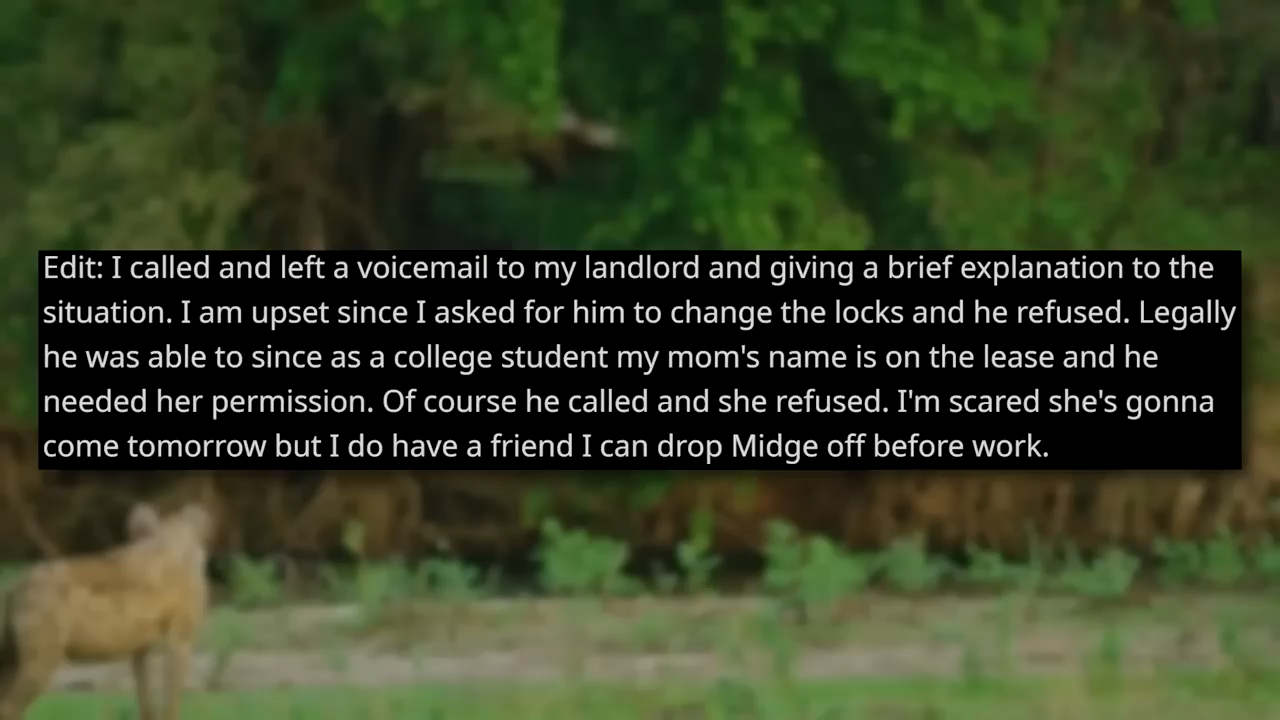 Edit: I called and left a voicemail to my landlord and giving a brief explanation to the
situation. I am upset since I asked for him to change the locks and he refused. Legally
he was able to since as a college student my mom's name is on the lease and he
needed her permission. Of course he called and she refused. I'm scared she's gonna
come tomorrow but I do have a friend I can drop Midge off before work.